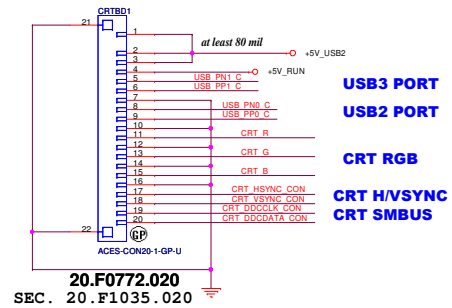 CRTBD1
21
1
at least 80 mil
2
+5V_USB2
3
4
+5V_RUN
5
USB_PN1_C
USB3 PORT
6
USB_PP1_C
7
8
USB_PN0_C
USB2 PORT
9
USB_PP0_C
10
11
CRT_R
12
13
CRT_G
CRT RGB
14
15
CRT_B
16
17
CRT_HSYNC_CON
CRT H/VSYNC
18
CRT_VSYNC_CON
19
CRT_DDCCLK_CON
CRT SMBUS
20
CRT_DDCDATA_CON
22
GP
ACES-CON20-1-GP-U
20.F0772.020
SEC. 20.F1035.020